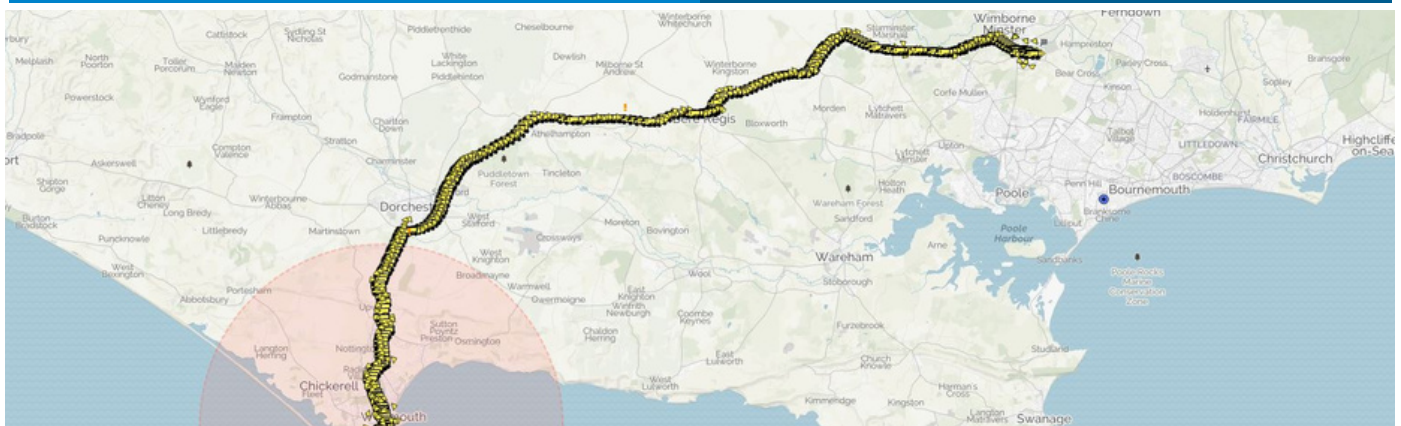 Cattistock
Sydling St
Nicholas
Piddletrenthide
Cheselbourne
Winterborne
Whitchurch
Sturminster
Marshall
Wimborne
Minster
Ferndown
Melplash
North
Poorton
Toller
Porcorum
Maiden
Newton
White
Lackington
Piddlehinton
Dewlish
Milborne St
Andrew
Winterborne
Kingston
Hampreston
Parley Cross
Bransgore
Godmanstone
Bear Cross
Kinson
Sopley
Powerstock
Wynford
Eagle
Corfe Mullen
Frampton
Charlton
Down
Morden
Lytchett
Matravers
Holdenhurst
FAIRMILE
Bradpole
Stratton
Athelhampton
Bere Regis
Bloxworth
Talbot
Village
LITTLEDOWN
Highcliffe
-on-Sea
Askerswell
Compton
Valence
Charminster
Lytchett
Minster
Upton
Christchurch
Shipton
Gorge
Puddletown
Forest
Tincleton
Holton
Heath
Penn Hill
BOSCOMBE
Litton
Cheney
Winterbourne
Abbas
Poole
Bournemouth
Burton
Bradstock
Long Bredy
Dorchest
West
Stafford
Moreton
Bovington
Wareham Forest
Sandford
Lilliput
Branksome
Chine
Puncknowle
Littlebredy
Martinstown
Crossways
Arne
Poole
Harbour
West
Bexington
West
Knighton
Wareham
Sandbanks
Portesham
Broadmayne
Warmwell
Wool
Stoborough
Poole Rocks
Marine
Conservation
Zone
Abbotsbury
Owermoigne
East
Knighton
Winfrith
Newburgh
Coombe
Keynes
Sutton
Poyntz
Preston
Osmington
Chaldon
Herring
Furzebrook
Langton
Herring
Nottin
East
Lulworth
Church
Knowle
Studland
Chickerell
Fleet
West
Lulworth
Harman's
Cross
Kimmeridge
Kingston
Langton
Matravers
Swanage